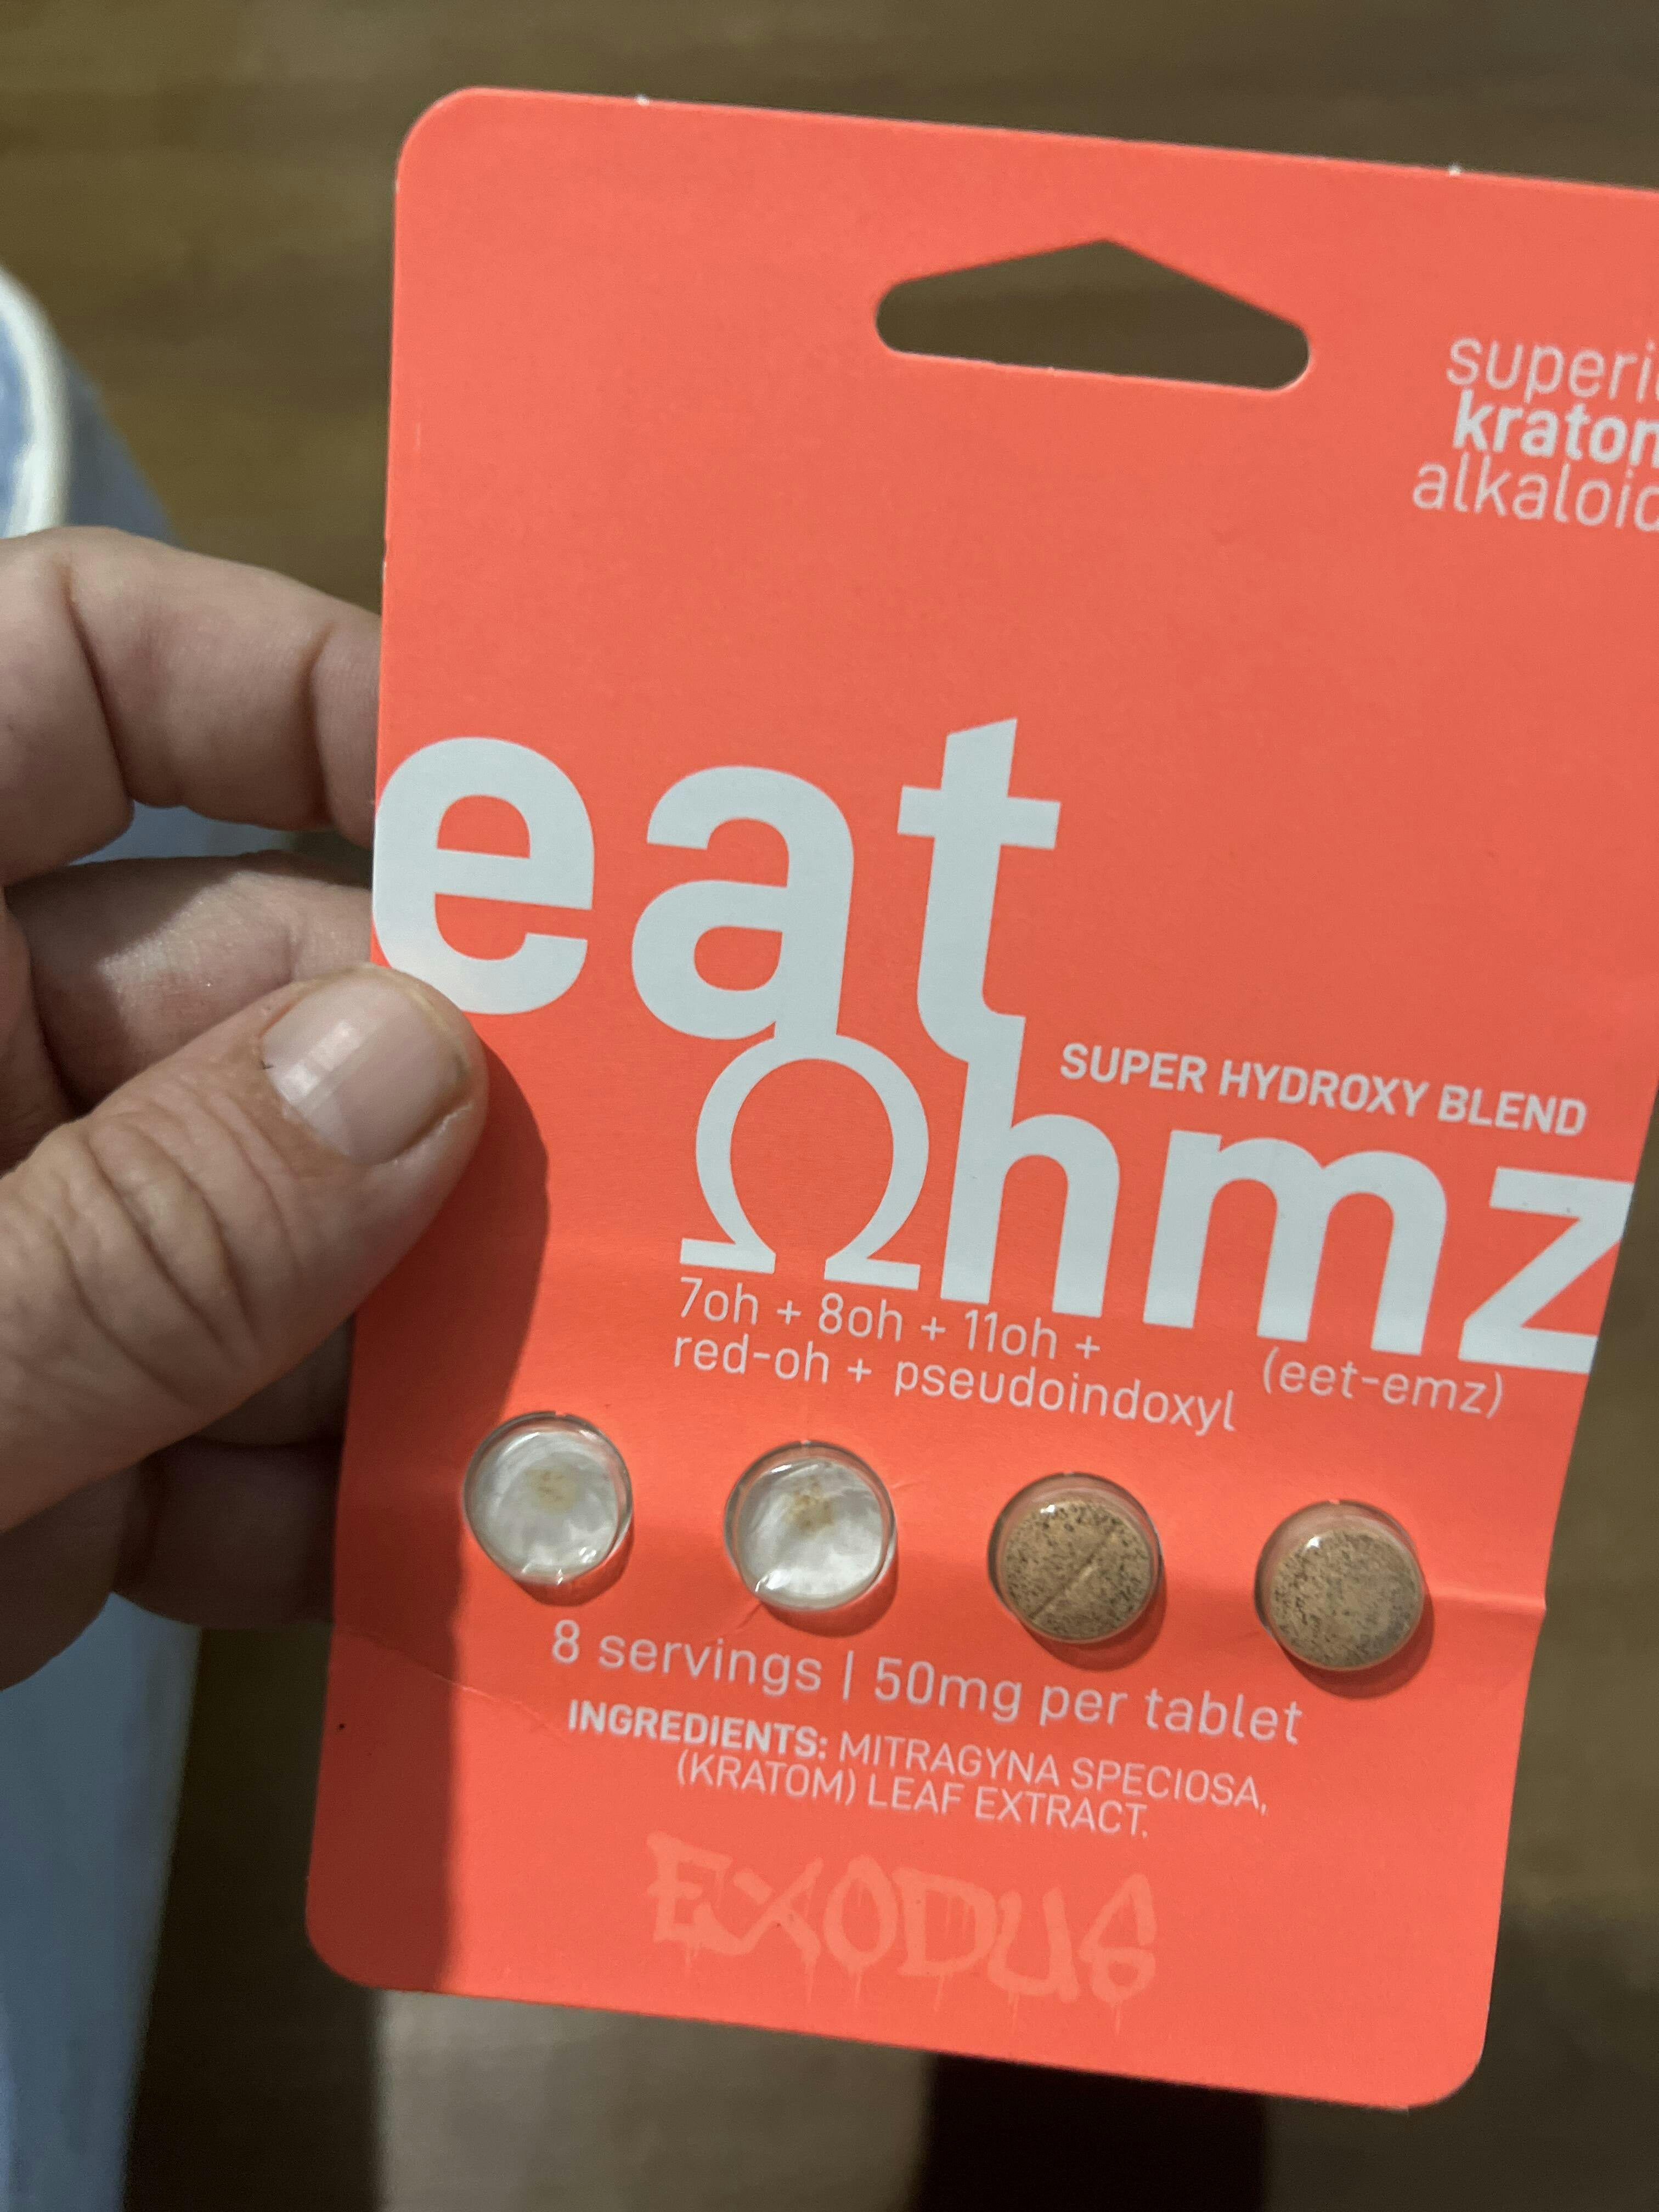 superi
kraton
alkaloid
eat
SUPER HYDROXY BLEND
Ωhmz
7oh + 8oh + 11oh +
red-oh + pseudoindoxyl
(eet-emz)
8 servings | 50mg per tablet
INGREDIENTS: MITRAGYNA SPECIOSA,
(KRATOM) LEAF EXTRACT.
EXODUS